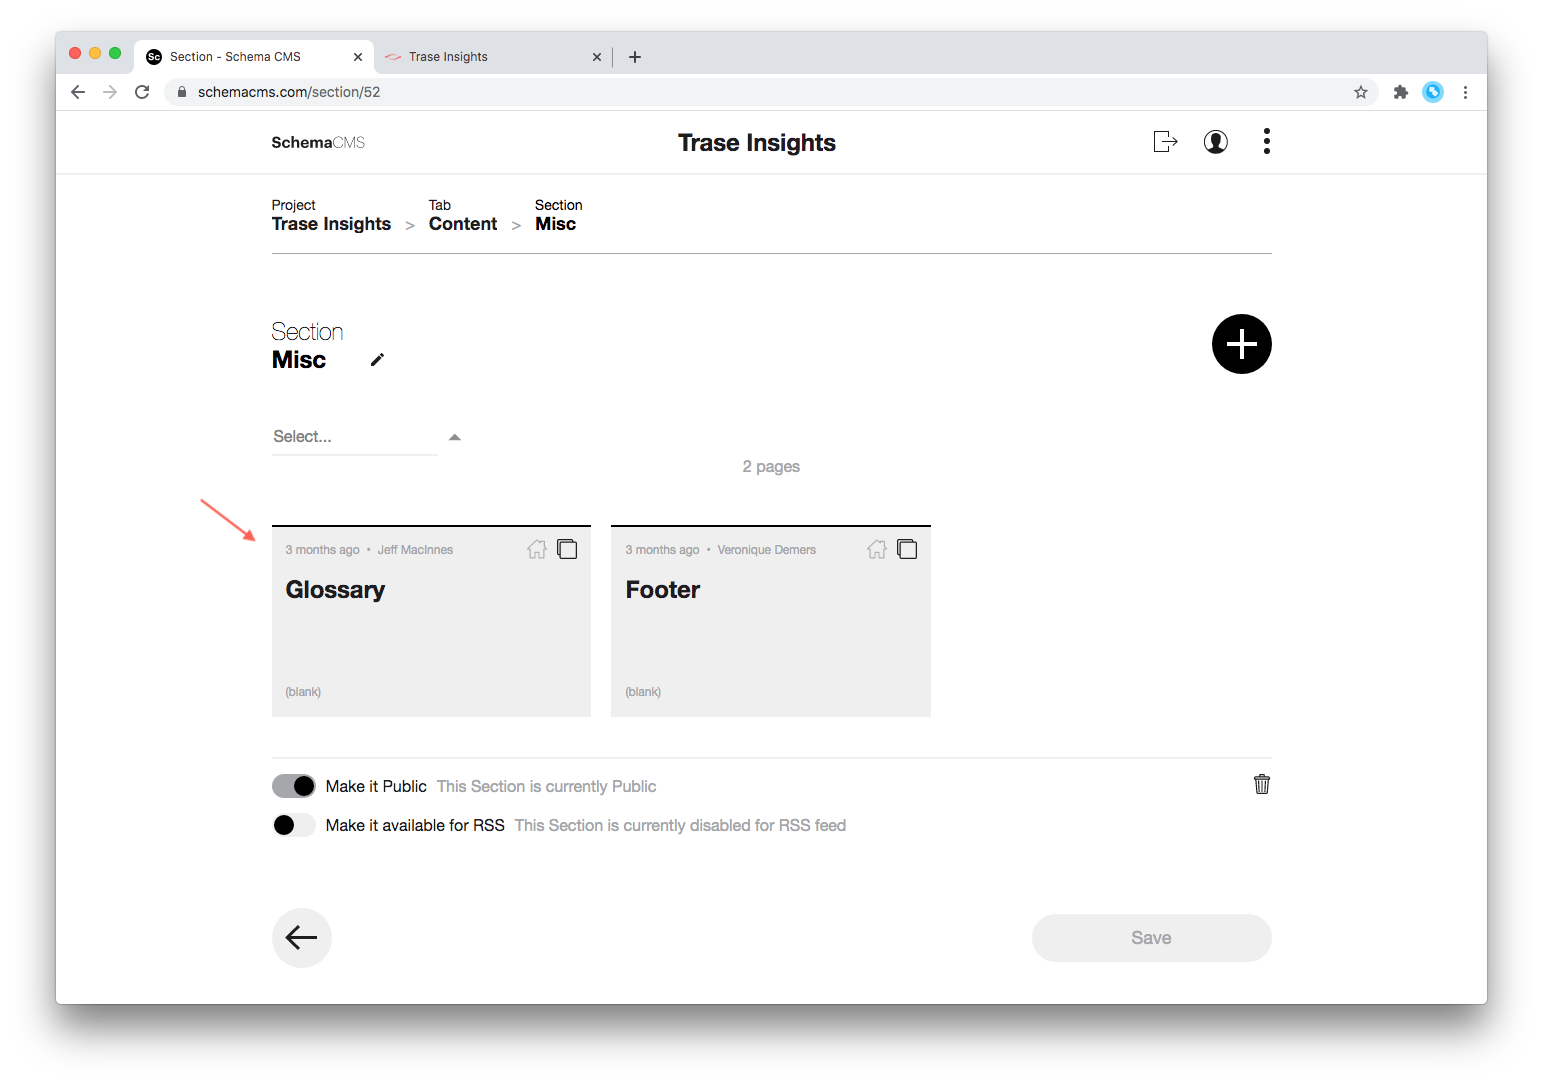 Sc Section - Schema CMS
Trase Insights
schemacms.com/section/52
SchemaCMS
Trase Insights
Project
Trase Insights
>
Tab
Content
>
Section
Misc
Section
Misc
Select...
2 pages
3 months ago • Jeff MacInnes
Glossary
(blank)
3 months ago • Veronique Demers
Footer
(blank)
Make it Public This Section is currently Public
Make it available for RSS This Section is currently disabled for RSS feed
Save